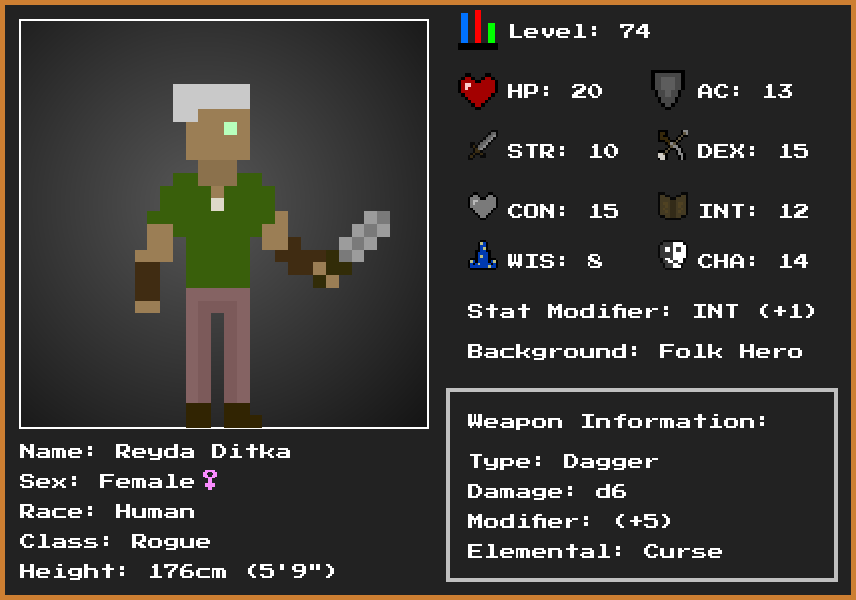 Level: 74
HP: 20 AC: 13
STR: 10 DEX: 15
CON: 15 INT: 12
WIS: 8 CHA: 14
Stat Modifier: INT (+1)
Background: Folk Hero
Weapon Information:
Type: Dagger
Damage: d6
Modifier: (+5)
Elemental: Curse
Name: Reyda Ditka
Sex: Female♀
Race: Human
Class: Rogue
Height: 176cm (5'9")